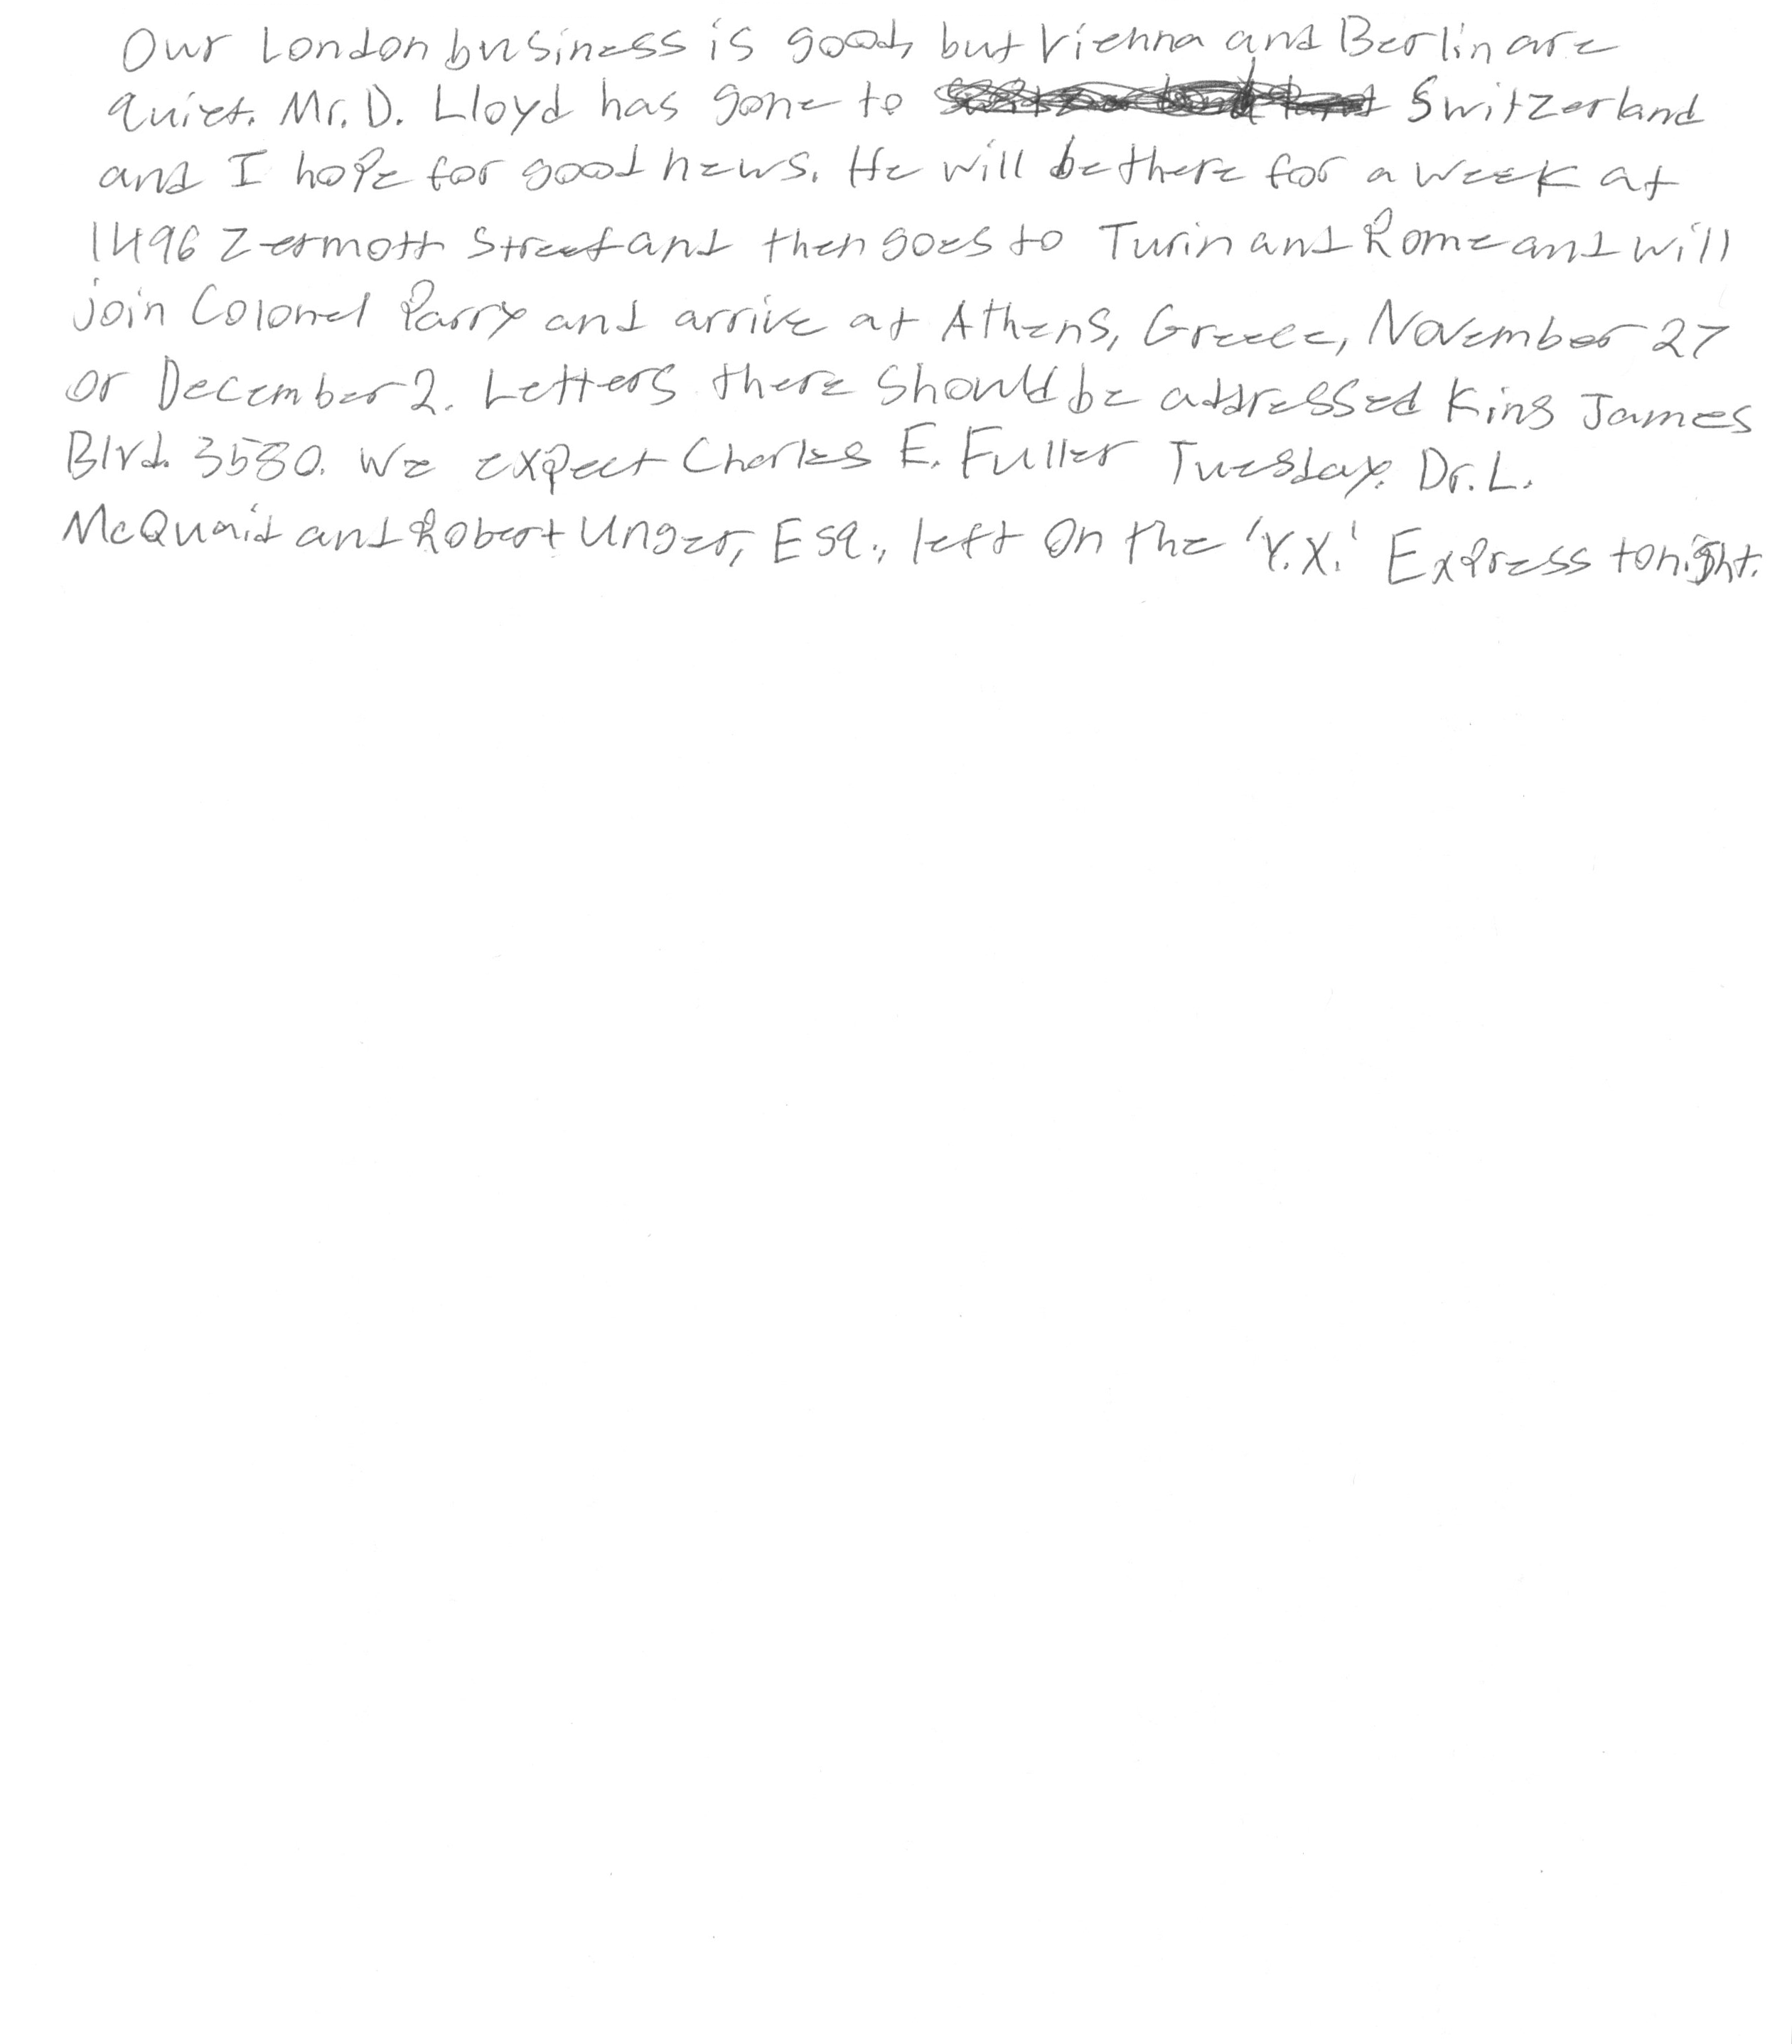 Our London business is good, but Vienna and Berlin are
quiet. Mr. D. Lloyd has gone to Switzerland
and I hope for good news. He will be there for a week at
1496 Zermott Street and then goes to Turin and Rome and will
join Colonel Parry and arrive at Athens, Greece, November 27
or December 2. Letters there should be addressed King James
Blvd. 3580. We expect Charles E. Fuller Tuesday. Dr. L.
McQuaid and Robert Unger, Esq., left on the 'Y.X.' Express tonight.